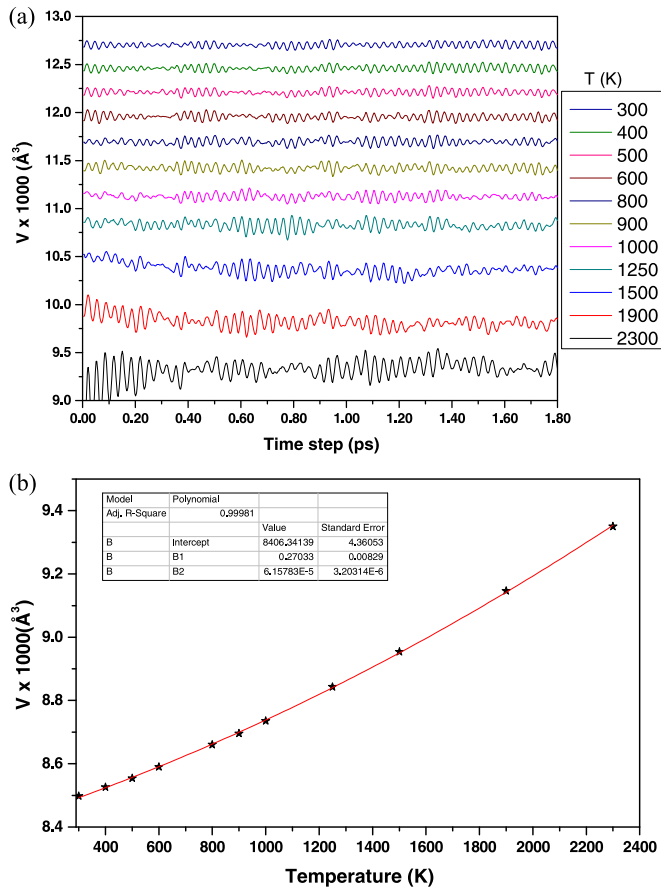 (a)
13.0
12.5
12.0
11.5
11.0
10.5
10.0
9.5
9.0
V x 1000 (Å³)
0.00 0.20 0.40 0.60 0.80 1.00 1.20 1.40 1.60 1.80
Time step (ps)
T (K)
300
400
500
600
800
900
1000
1250
1500
1900
2300
(b)
9.4
9.2
9.0
8.8
8.6
8.4
V x 1000(Å³)
Model Polynomial
Adj. R-Square 0.99981
Value Standard Error
B Intercept 8406.34139 4.36053
B B1 0.27033 0.00829
B B2 6.15783E-5 3.20314E-6
400 600 800 1000 1200 1400 1600 1800 2000 2200 2400
Temperature (K)